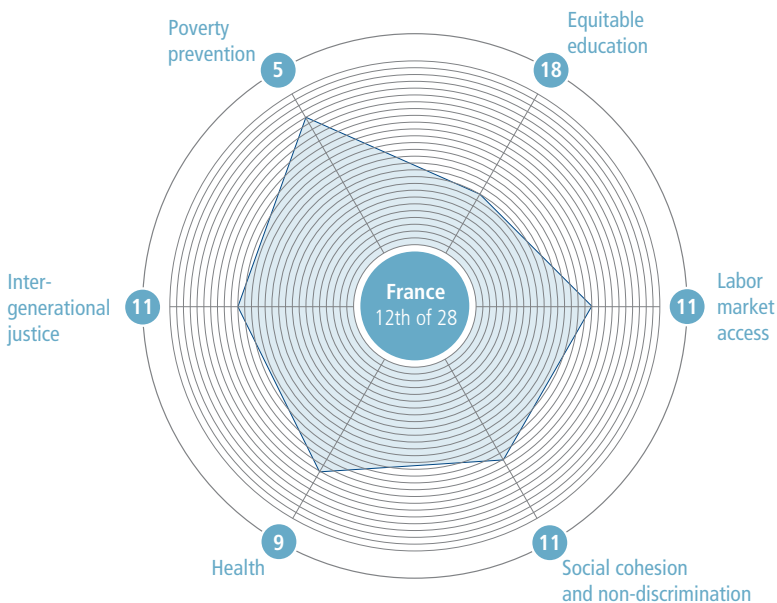 Poverty
prevention
5
Equitable
education
18
Inter-
generational
justice
11
France
12th of 28
11
Labor
market
access
9
Health
11
Social cohesion
and non-discrimination